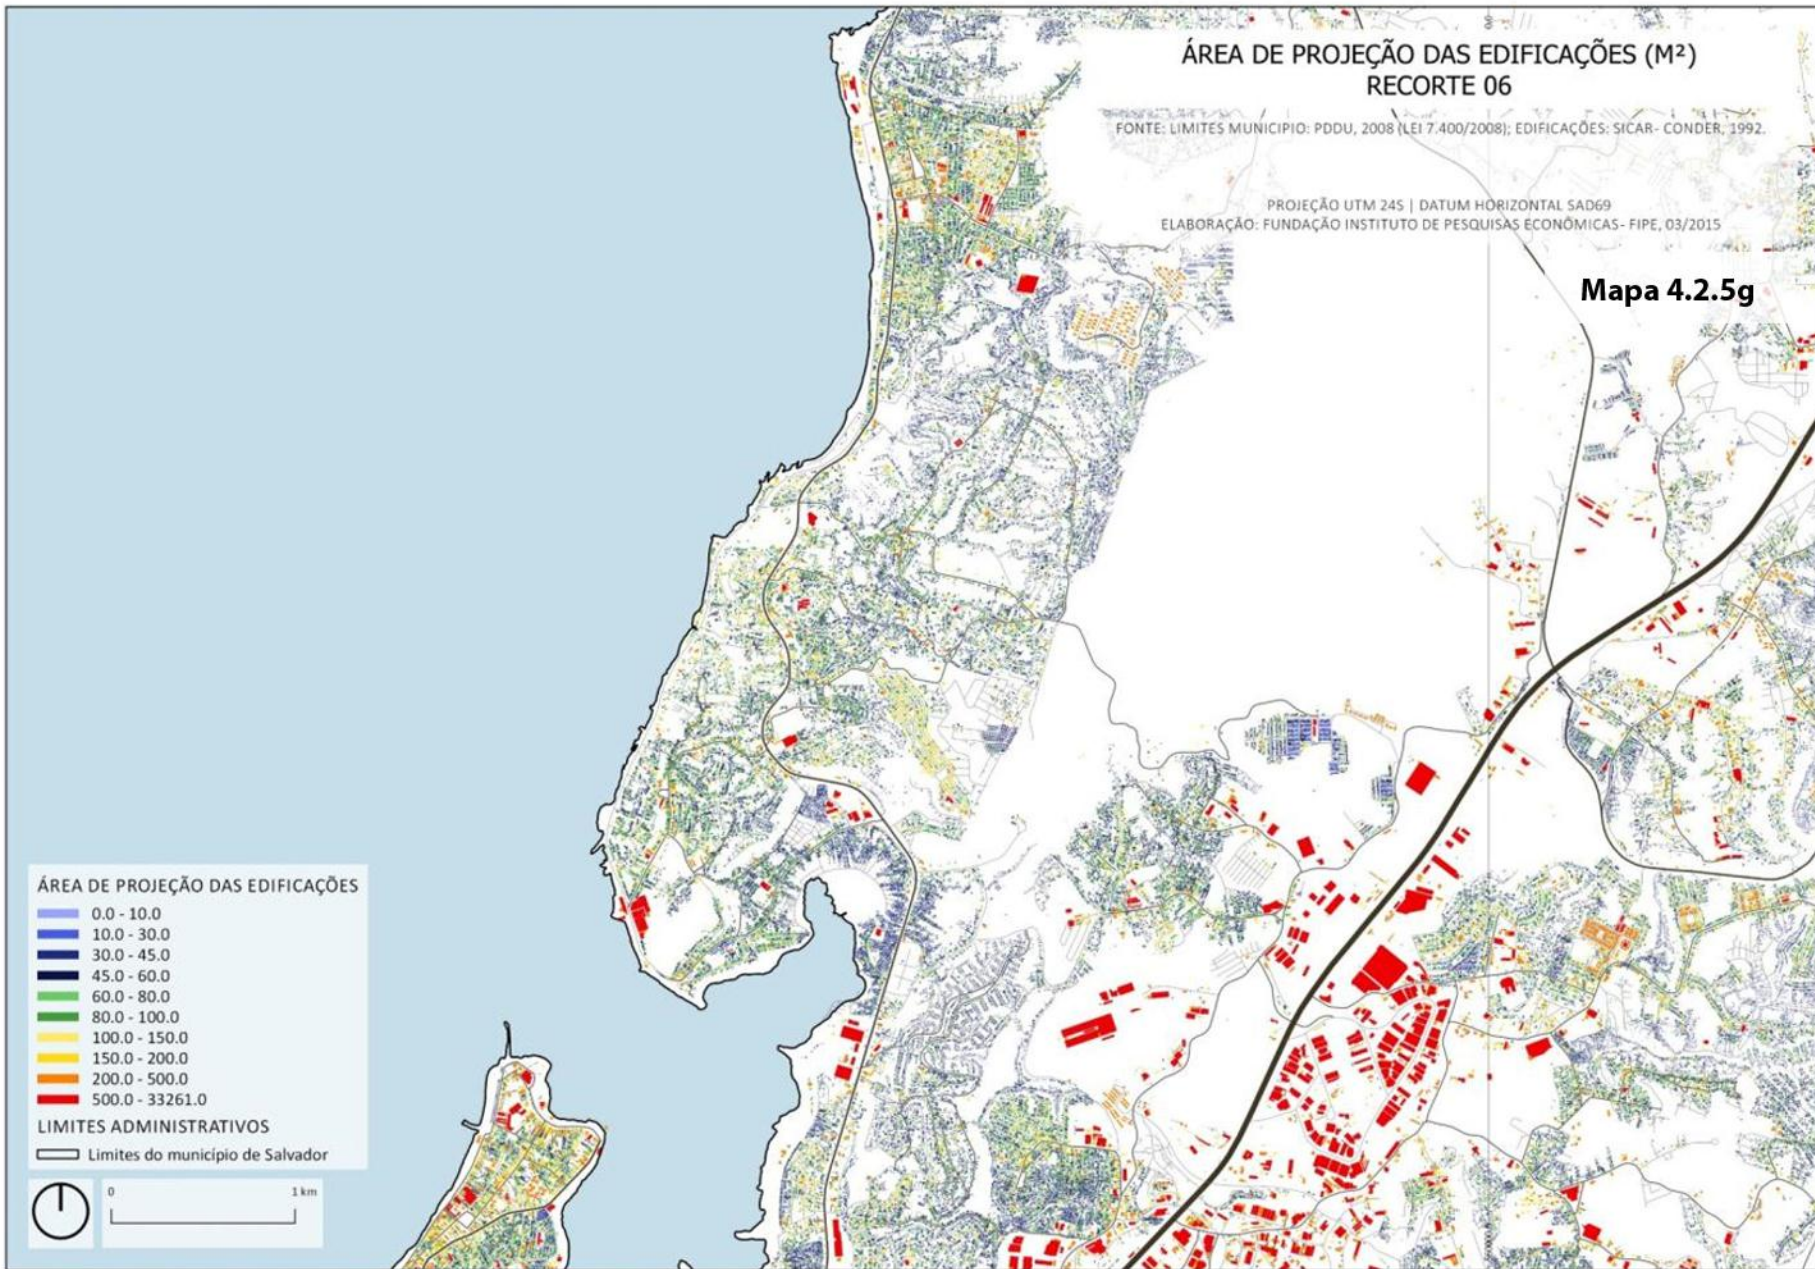 ÁREA DE PROJEÇÃO DAS EDIFICAÇÕES (M²)
RECORTE 06
FONTE: LIMITES MUNICIPIO: PDDU, 2008 (LEI 7.400/2008); EDIFICAÇÕES: SICAR- CONDER, 1992.
PROJEÇÃO UTM 24S | DATUM HORIZONTAL SAD69
ELABORAÇÃO: FUNDAÇÃO INSTITUTO DE PESQUISAS ECONÔMICAS- FIPE, 03/2015
Mapa 4.2.5g
ÁREA DE PROJEÇÃO DAS EDIFICAÇÕES
0.0 - 10.0
10.0 - 30.0
30.0 - 45.0
45.0 - 60.0
60.0 - 80.0
80.0 - 100.0
100.0 - 150.0
150.0 - 200.0
200.0 - 500.0
500.0 - 33261.0
LIMITES ADMINISTRATIVOS
Limites do município de Salvador
0 1 km